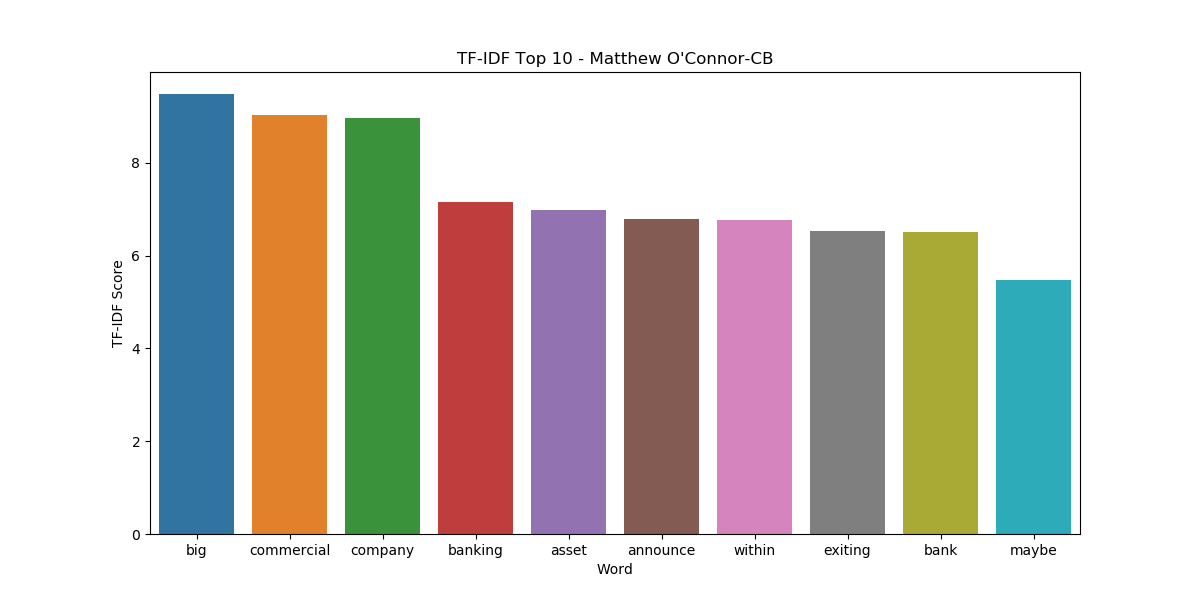 TF-IDF Top 10 - Matthew O'Connor-CB
TF-IDF Score
8
6
4
2
0
big commercial company banking asset announce within exiting bank maybe
Word